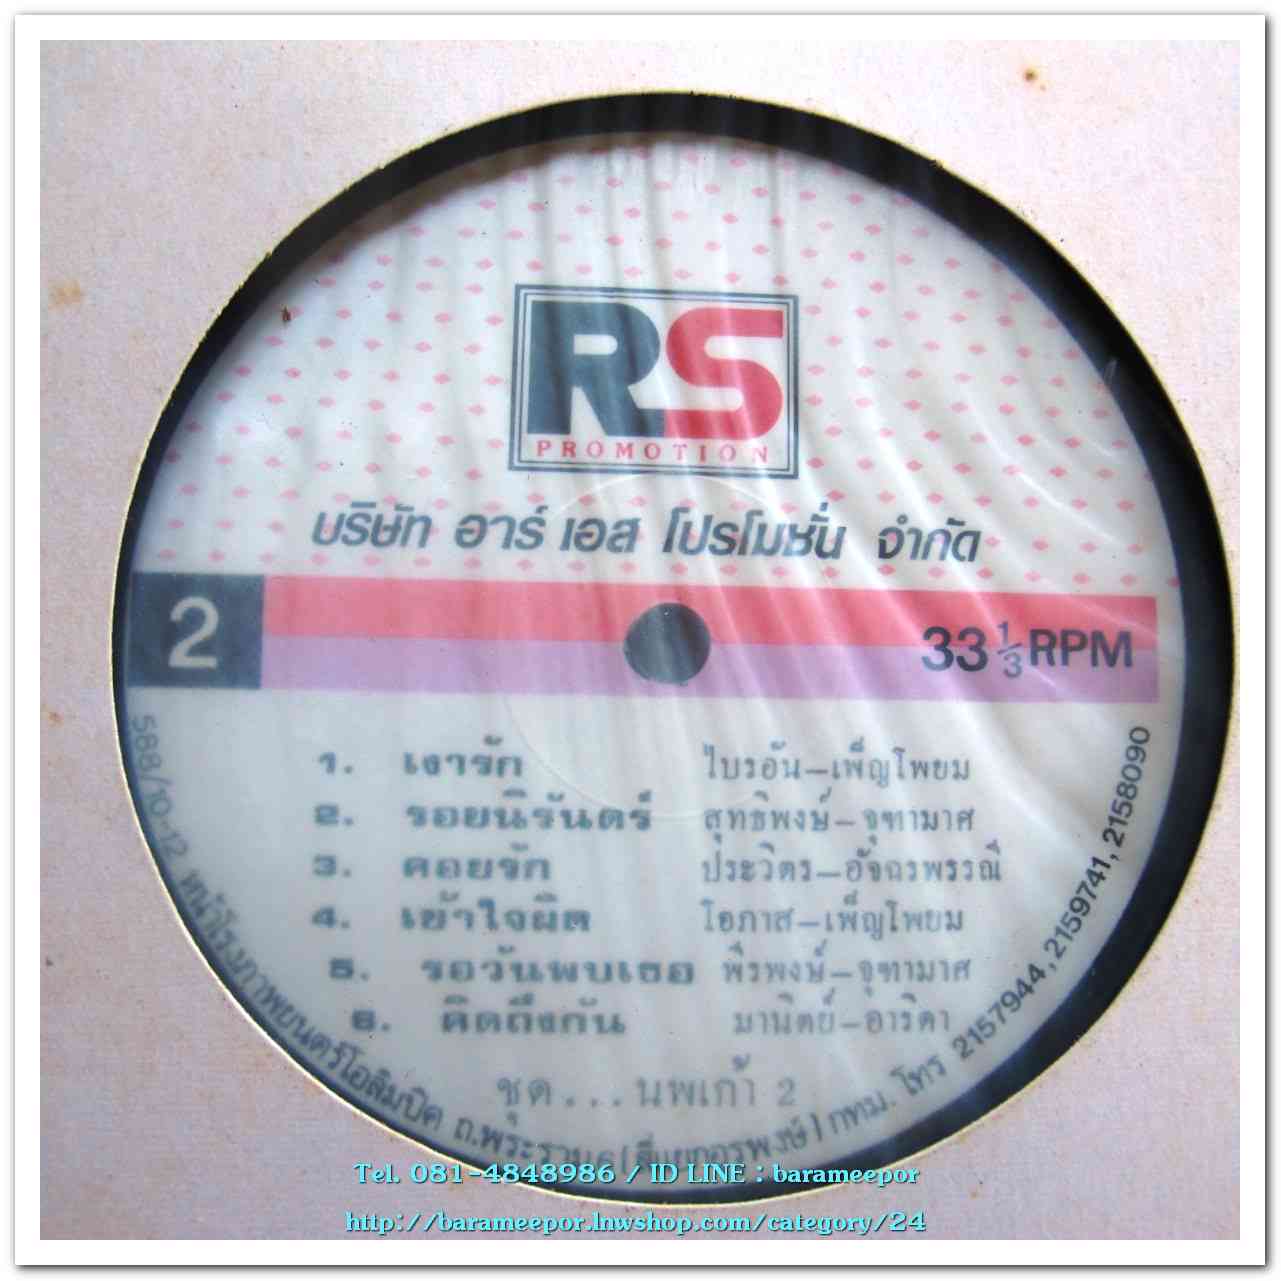 RS
PROMOTION
บริษัท อาร์ เอส โปรโมชั่น จำกัด
2
33 1/3 RPM
1. เงารัก ไบรอัน-เพ็ญโพยม
2. รอยนิรันดร์ สุทธิพงษ์-จุฑามาศ
3. คอยรัก ประวิตร-อัจฉรพรรณี
4. เข้าใจผิด โอภาส-เพ็ญโพยม
5. รอวันพบเธอ พีรพงษ์-จุฑามาศ
6. คิดถึงกัน มานิตย์-อาริตา
ชุด...นพเก้า 2
588/10-12 หน้าโรงภาพยนตร์โอลิมปิค ถ.พระราม 6 (สี่แยกอุรุพงษ์) กทม. โทร 2157944, 2159741, 2158090
Tel. 081-4848986 / ID LINE : barameepor
http://barameepor.lnwshop.com/category/24